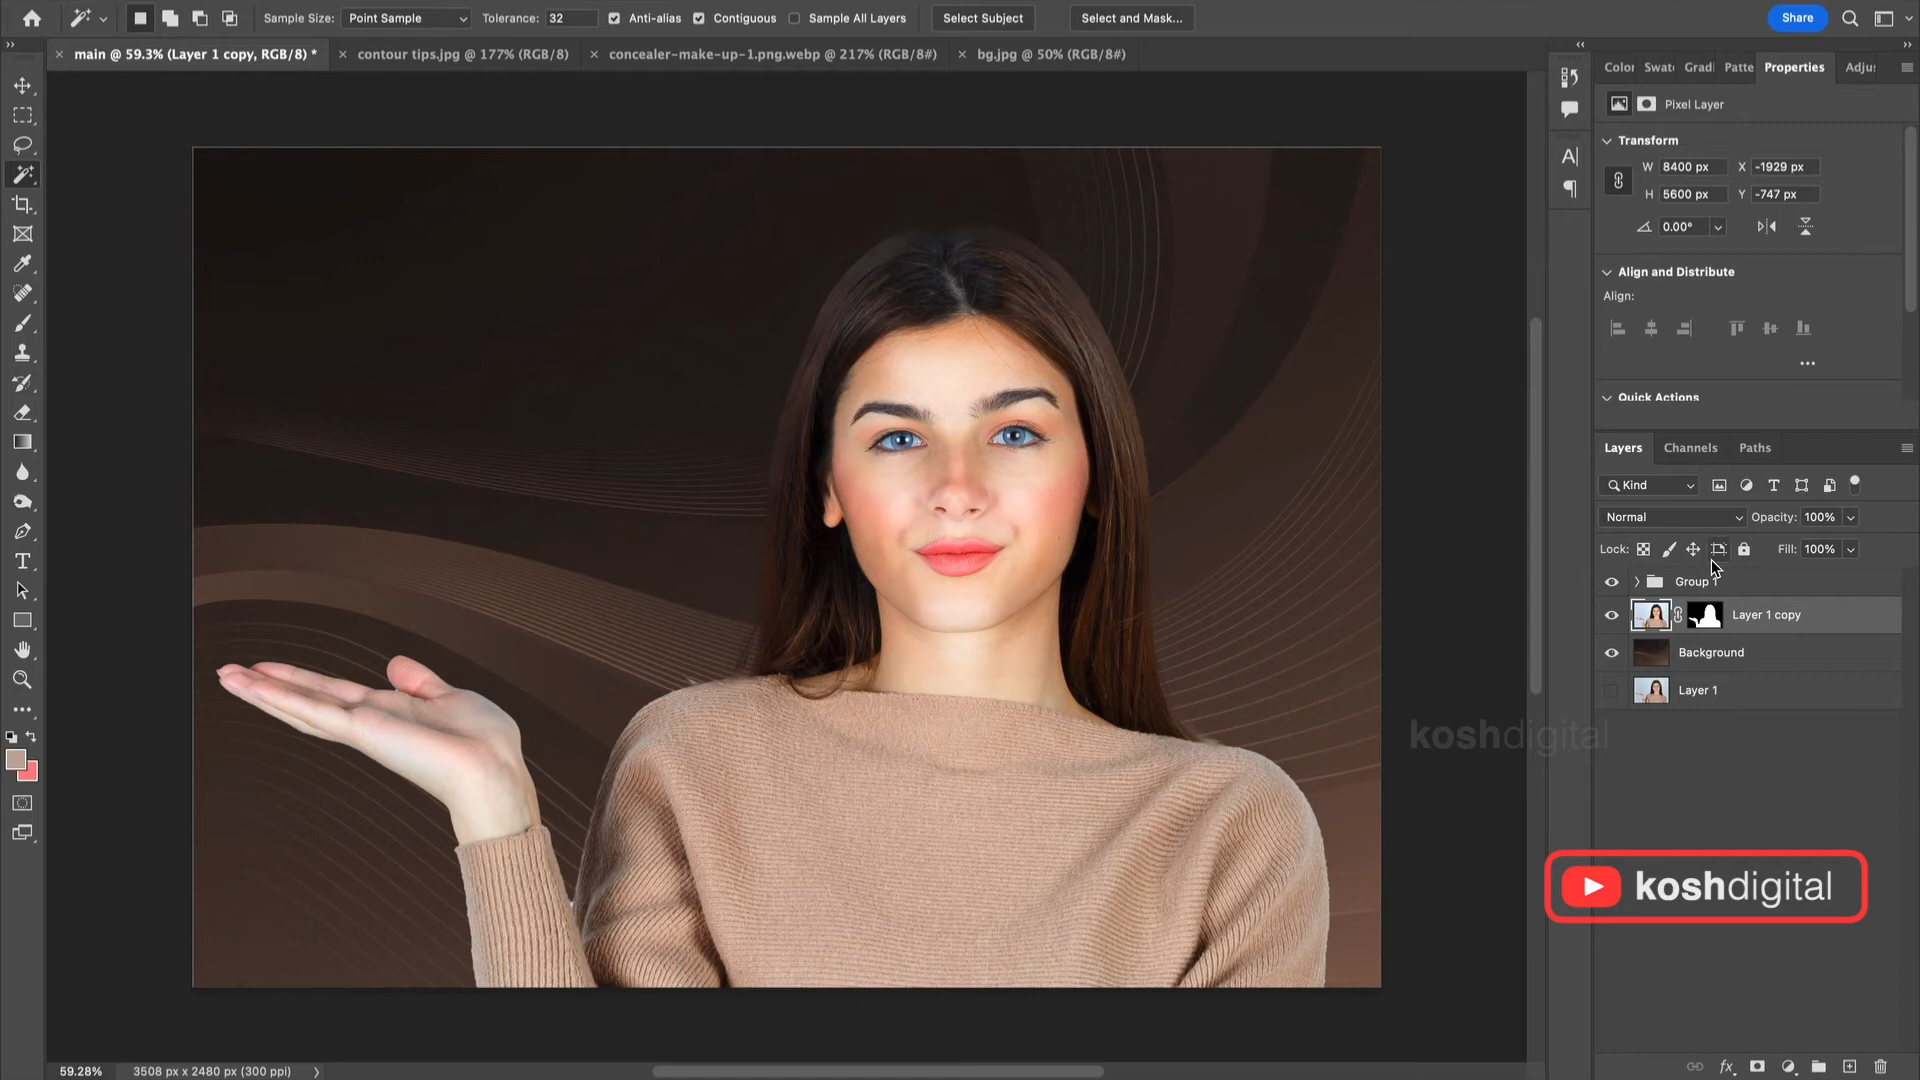 Sample Size: Point Sample Tolerance: 32 Anti-alias Contiguous Sample All Layers Select Subject Select and Mask... Share
main @ 59.3% (Layer 1 copy, RGB/8) * contour tips.jpg @ 177% (RGB/8) concealer-make-up-1.png.webp @ 217% (RGB/8#) bg.jpg @ 50% (RGB/8#)
Color Swatc Gradi Patte Properties Adjus
Pixel Layer
Transform
W 8400 px X -1929 px
H 5600 px Y -747 px
0.00°
Align and Distribute
Align:
Quick Actions
Layers Channels Paths
Kind
Normal Opacity: 100%
Lock: Fill: 100%
Group 1
Layer 1 copy
Background
Layer 1
koshdigital
koshdigital
59.28% 3508 px x 2480 px (300 ppi)